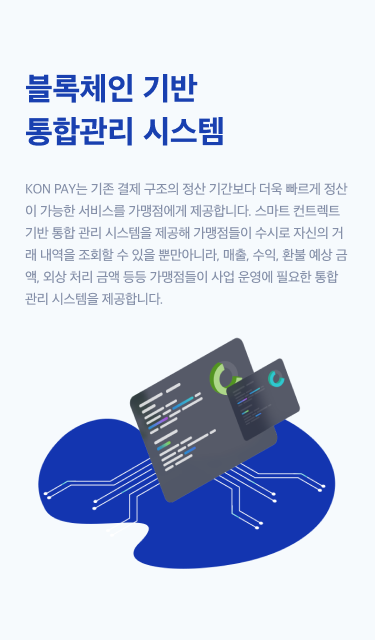 블록체인 기반
통합관리 시스템
KON PAY는 기존 결제 구조의 정산 기간보다 더욱 빠르게 정산
이 가능한 서비스를 가맹점에게 제공합니다. 스마트 컨트렉트
기반 통합 관리 시스템을 제공해 가맹점들이 수시로 자신의 거
래 내역을 조회할 수 있을 뿐만아니라, 매출, 수익, 환불 예상 금
액, 외상 처리 금액 등등 가맹점들이 사업 운영에 필요한 통합
관리 시스템을 제공합니다.